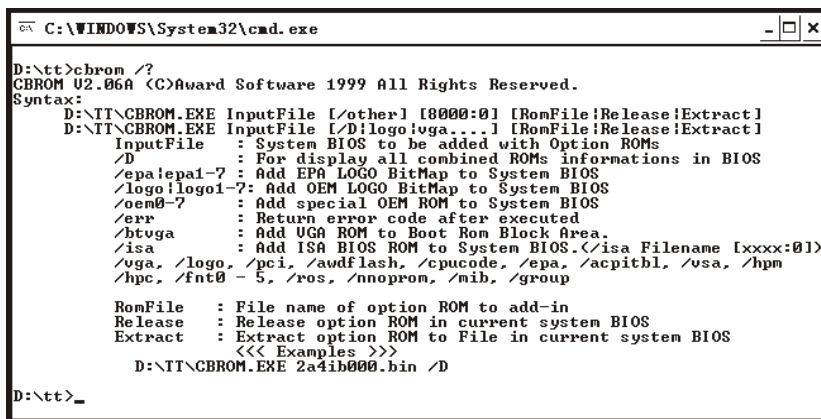 C:\WINDOWS\System32\cmd.exe
D:\tt>cbrom /?
CBROM V2.06A (C)Award Software 1999 All Rights Reserved.
Syntax:
D:\TT\CBROM.EXE InputFile [/other] [8000:0] [RomFile|Release|Extract]
D:\TT\CBROM.EXE InputFile [/D|logo|vga....] [RomFile|Release|Extract]
InputFile : System BIOS to be added with Option ROMs
/D : For display all combined ROMs informations in BIOS
/epa|epa1-7 : Add EPA LOGO BitMap to System BIOS
/logo|logo1-7: Add OEM LOGO BitMap to System BIOS
/oem0-7 : Add special OEM ROM to System BIOS
/err : Return error code after executed
/btvga : Add VGA ROM to Boot Rom Block Area.
/isa : Add ISA BIOS ROM to System BIOS.(/isa Filename [xxxx:0])
/vga, /logo, /pci, /awdflash, /cpucode, /epa, /acpitbl, /vsa, /hpm
/hpc, /fnt0 - 5, /ros, /nnoprom, /mib, /group
RomFile : File name of option ROM to add-in
Release : Release option ROM in current system BIOS
Extract : Extract option ROM to File in current system BIOS
<<< Examples >>>
D:\TT\CBROM.EXE 2a4ib000.bin /D
D:\tt>_